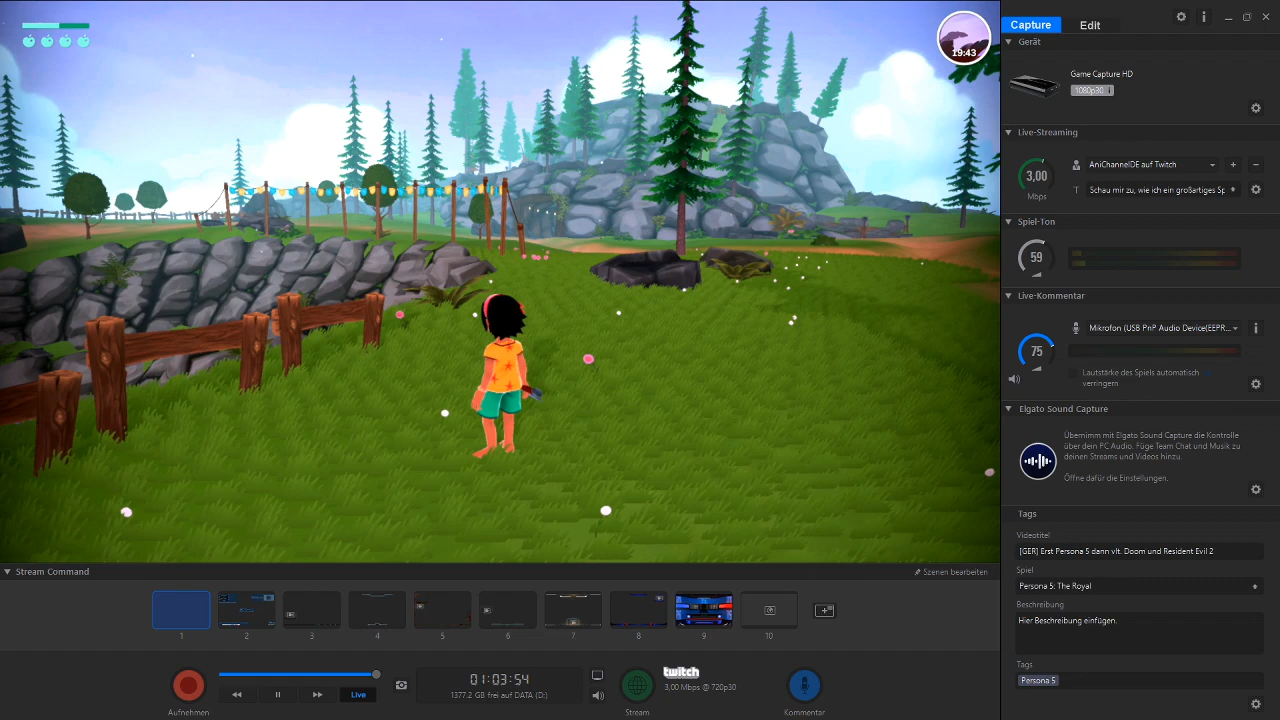 19:43
Capture Edit
Gerät
Game Capture HD
1080p30
Live-Streaming
3,00
Mbps
AniChannelDE auf Twitch
Schau mir zu, wie ich ein großartiges Sp
Spiel-Ton
59
Live-Kommentar
75
Mikrofon (USB PnP Audio Device(EEPR...
Lautstärke des Spiels automatisch
verringern
Elgato Sound Capture
Übernimm mit Elgato Sound Capture die Kontrolle
über dein PC Audio. Füge Team Chat und Musik zu
deinen Streams und Videos hinzu.
Öffne dafür die Einstellungen.
Tags
Videotitel
[GER] Erst Persona 5 dann vlt. Doom und Resident Evil 2
Spiel
Persona 5: The Royal
Beschreibung
Hier Beschreibung einfügen.
Tags
Persona 5
Stream Command
Szenen bearbeiten
1 2 3 4 5 6 7 8 9 10
Aufnehmen
Live
01:03:54
1377.2 GB frei auf DATA (D:)
Stream
twitch
3,00 Mbps @ 720p30
Kommentar